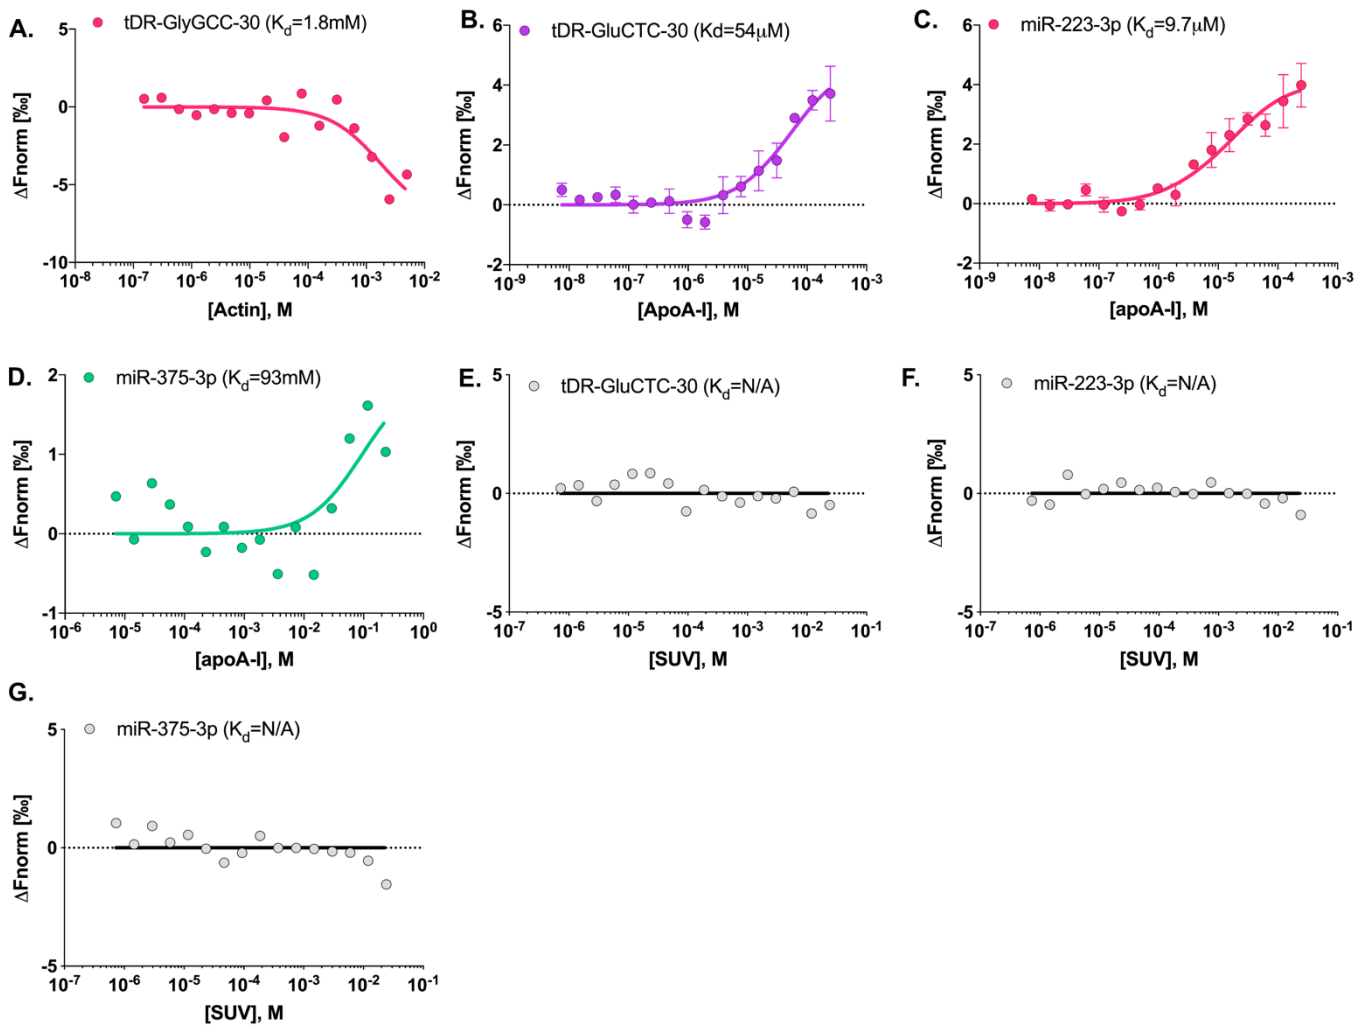 A.
tDR-GlyGCC-30 (Kd=1.8mM)
5
0
-5
-10
ΔFnorm [‰]
10-7 10-6 10-5 10-4 10-3 10-2
[Actin], M
B.
tDR-GluCTC-30 (Kd=54μM)
6
4
2
0
-2
ΔFnorm [‰]
10-9 10-8 10-7 10-6 10-5 10-4 10-3
[ApoA-I], M
C.
miR-223-3p (Kd=9.7μM)
6
4
2
0
-2
ΔFnorm [‰]
10-9 10-8 10-7 10-6 10-5 10-4 10-3
[apoA-I], M
D.
miR-375-3p (Kd=93mM)
2
1
0
-1
ΔFnorm [‰]
10-6 10-5 10-4 10-3 10-2 10-1 100
[apoA-I], M
E.
tDR-GluCTC-30 (Kd=N/A)
5
0
-5
ΔFnorm [‰]
10-7 10-6 10-5 10-4 10-3 10-2 10-1
[SUV], M
F.
miR-223-3p (Kd=N/A)
5
0
-5
ΔFnorm [‰]
10-7 10-6 10-5 10-4 10-3 10-2 10-1
[SUV], M
G.
miR-375-3p (Kd=N/A)
5
0
-5
ΔFnorm [‰]
10-7 10-6 10-5 10-4 10-3 10-2 10-1
[SUV], M